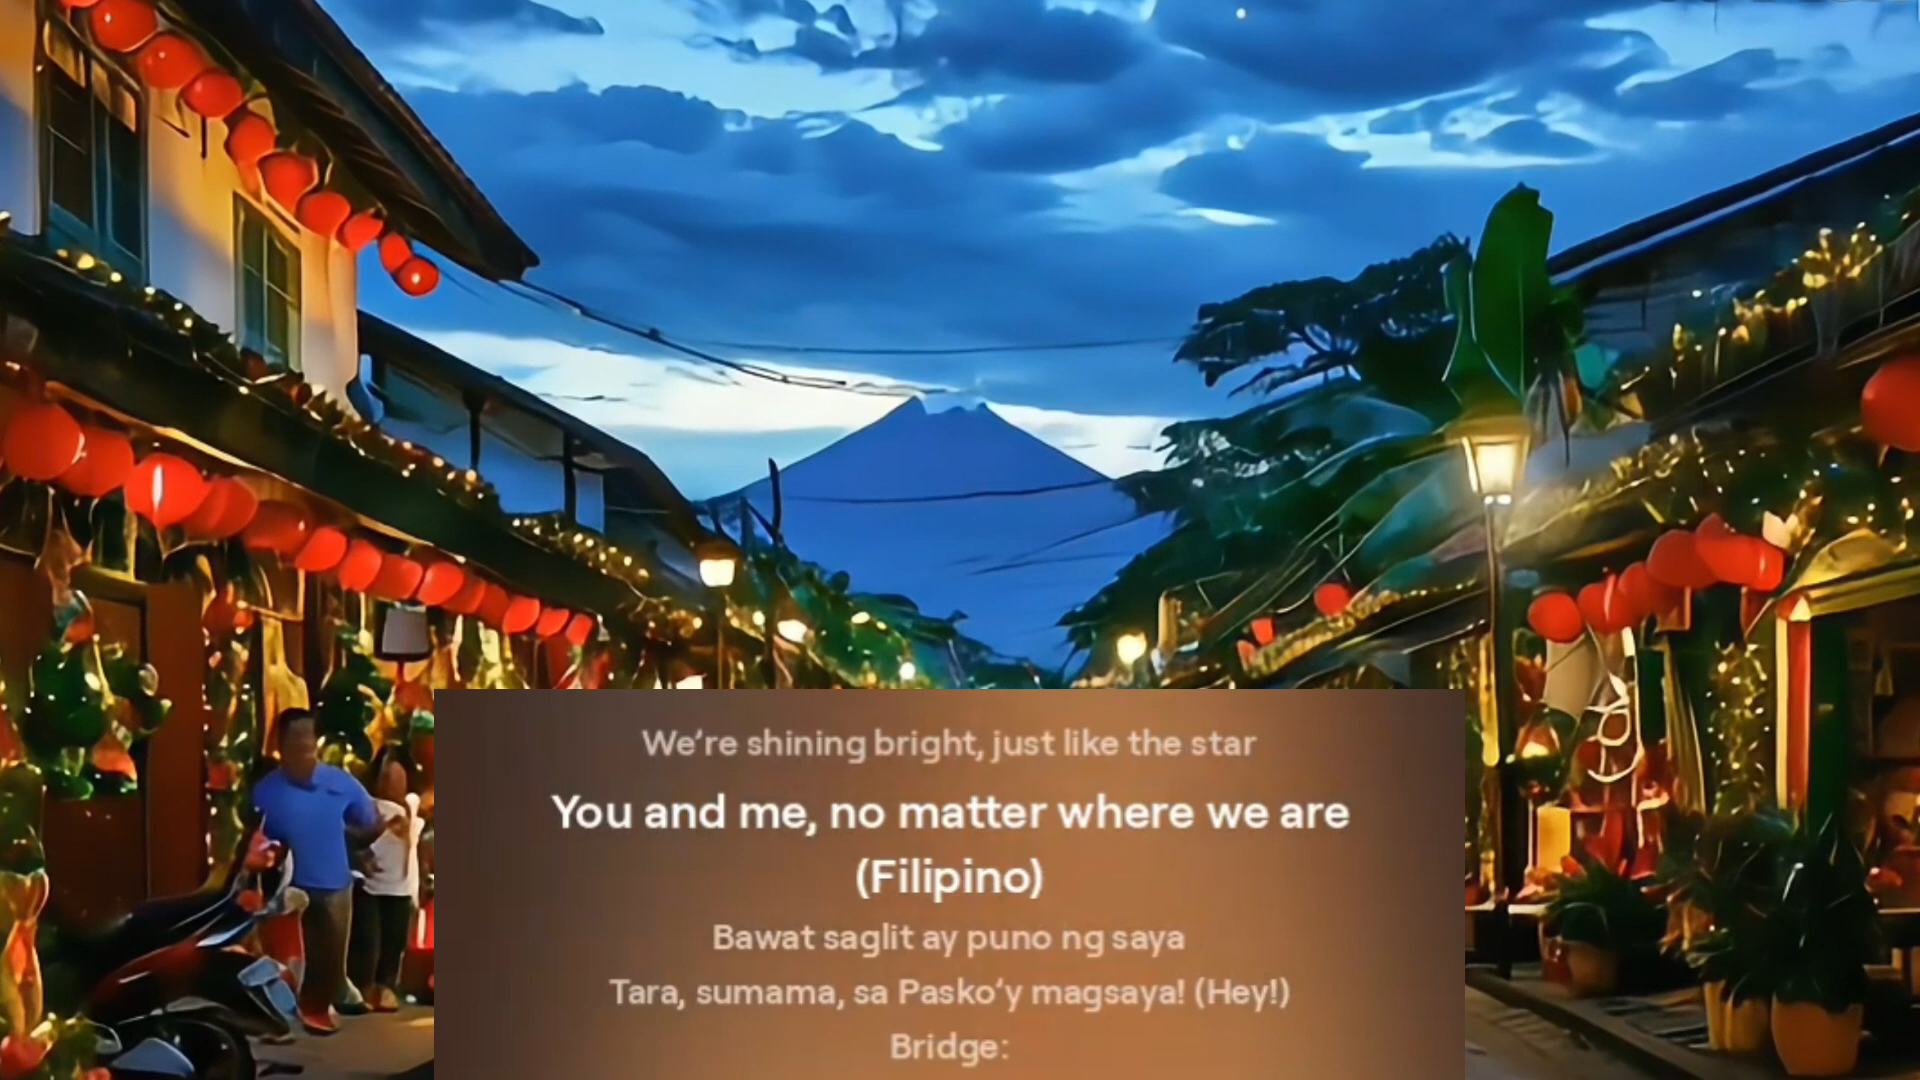 We’re shining bright, just like the star
You and me, no matter where we are
(Filipino)
Bawat saglit ay puno ng saya
Tara, sumama, sa Pasko‘y magsaya! (Hey!)
Bridge: